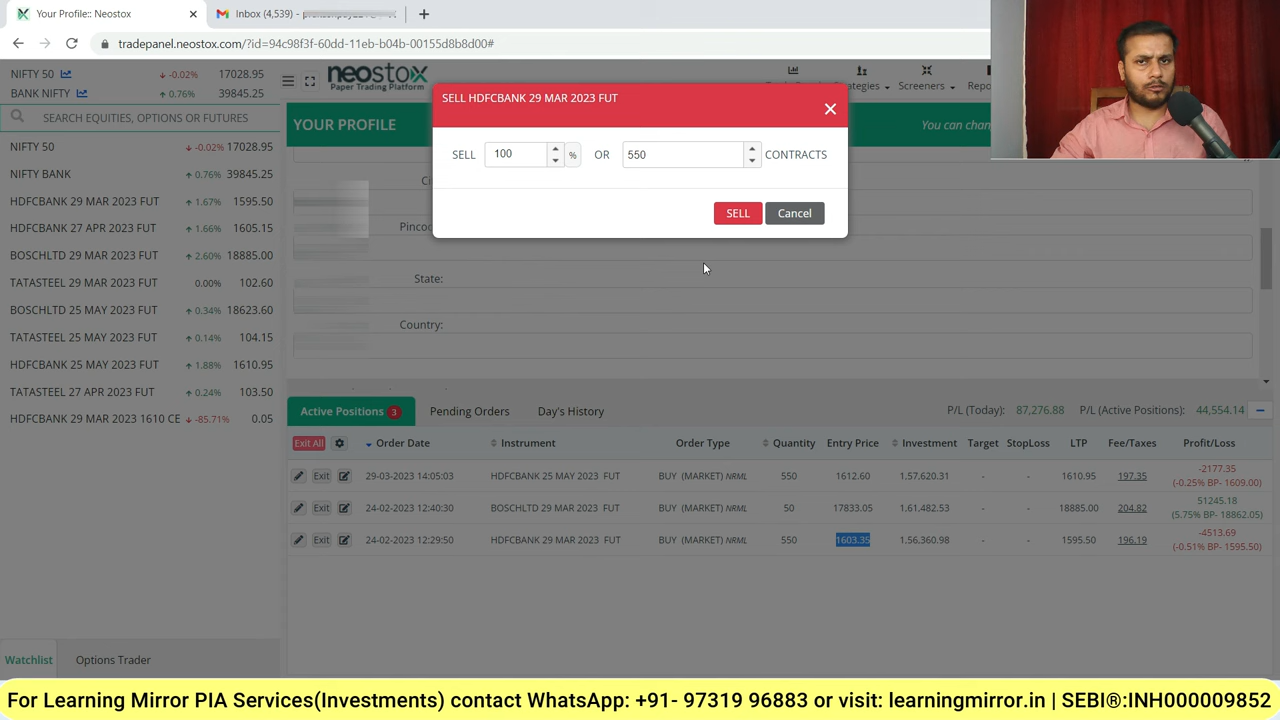 Your Profile:: Neostox
Inbox (4,539) -
tradepanel.neostox.com/?id=94c98f3f-60dd-11eb-b04b-00155d8b8d00#
NIFTY 50 -0.02% 17028.95
BANK NIFTY 0.76% 39845.25
neostox
Paper Trading Platform
Screeners
SEARCH EQUITIES, OPTIONS OR FUTURES
YOUR PROFILE
You can chan
SELL HDFCBANK 29 MAR 2023 FUT
SELL 100 % OR 550 CONTRACTS
SELL Cancel
NIFTY 50 -0.02% 17028.95
NIFTY BANK 0.76% 39845.25
HDFCBANK 29 MAR 2023 FUT 1.67% 1595.50
HDFCBANK 27 APR 2023 FUT 1.66% 1605.15
BOSCHLTD 29 MAR 2023 FUT 2.60% 18885.00
TATASTEEL 29 MAR 2023 FUT 0.00% 102.60
BOSCHLTD 25 MAY 2023 FUT 0.34% 18623.60
TATASTEEL 25 MAY 2023 FUT 0.14% 104.15
HDFCBANK 25 MAY 2023 FUT 1.88% 1610.95
TATASTEEL 27 APR 2023 FUT 0.24% 103.50
HDFCBANK 29 MAR 2023 1610 CE -85.71% 0.05
State:
Country:
Active Positions 3 Pending Orders Day's History P/L (Today): 87,276.88 P/L (Active Positions): 44,554.14
Exit All Order Date Instrument Order Type Quantity Entry Price Investment Target StopLoss LTP Fee/Taxes Profit/Loss
Exit 29-03-2023 14:05:03 HDFCBANK 25 MAY 2023 FUT BUY (MARKET) NRML 550 1612.60 1,57,620.31 - - 1610.95 197.35 -2177.35
(-0.25% BP- 1609.00)
Exit 24-02-2023 12:40:30 BOSCHLTD 29 MAR 2023 FUT BUY (MARKET) NRML 50 17833.05 1,61,482.53 - - 18885.00 204.82 51245.18
(5.75% BP- 18862.05)
Exit 24-02-2023 12:29:50 HDFCBANK 29 MAR 2023 FUT BUY (MARKET) NRML 550 1603.35 1,56,360.98 - - 1595.50 196.19 -4513.69
(-0.51% BP- 1595.50)
Watchlist Options Trader
For Learning Mirror PIA Services(Investments) contact WhatsApp: +91- 97319 96883 or visit: learningmirror.in | SEBI®:INH000009852